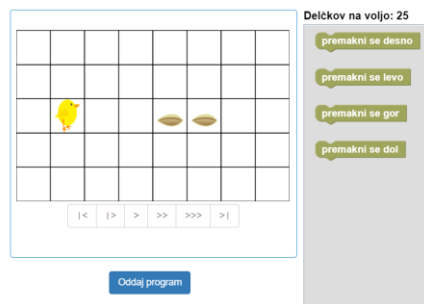 Delčkov na voljo: 25
premakni se desno
premakni se levo
premakni se gor
premakni se dol
|< |> > >> >>> >|
Oddaj program